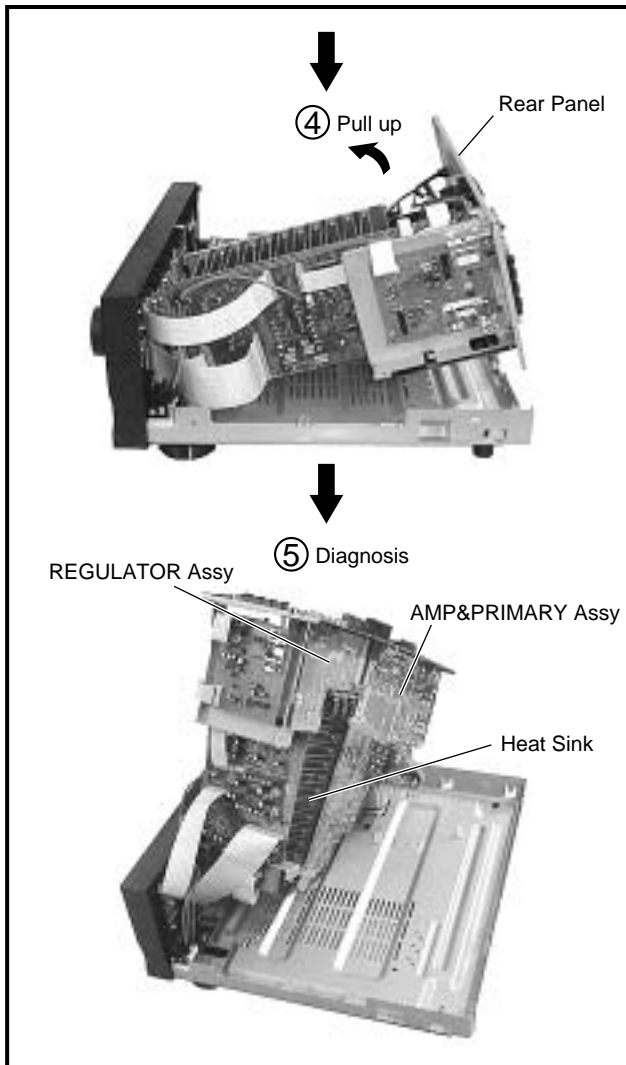 ④ Pull up
Rear Panel
⑤ Diagnosis
REGULATOR Assy
AMP&PRIMARY Assy
Heat Sink